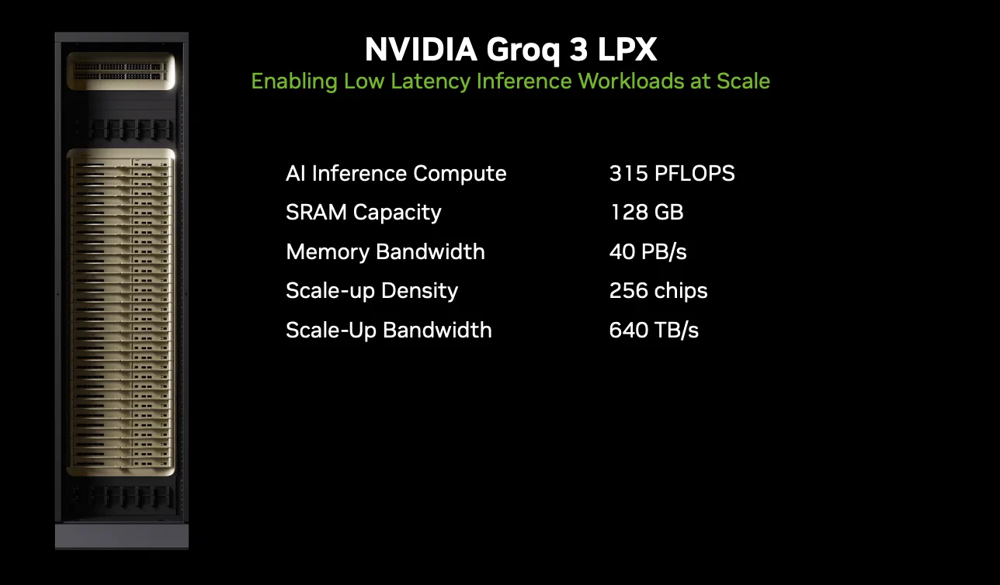 NVIDIA Groq 3 LPX
Enabling Low Latency Inference Workloads at Scale
AI Inference Compute 315 PFLOPS
SRAM Capacity 128 GB
Memory Bandwidth 40 PB/s
Scale-up Density 256 chips
Scale-Up Bandwidth 640 TB/s